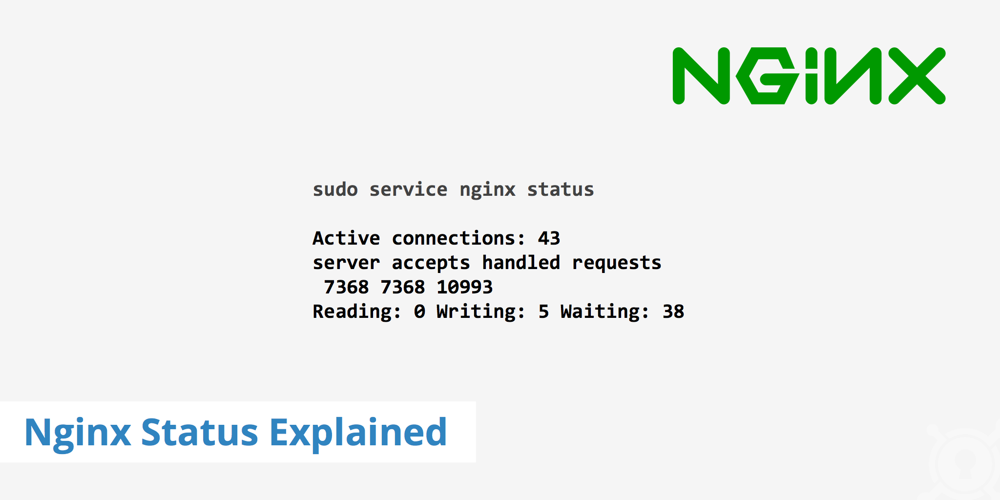 NGiNX
sudo service nginx status
Active connections: 43
server accepts handled requests
7368 7368 10993
Reading: 0 Writing: 5 Waiting: 38
Nginx Status Explained